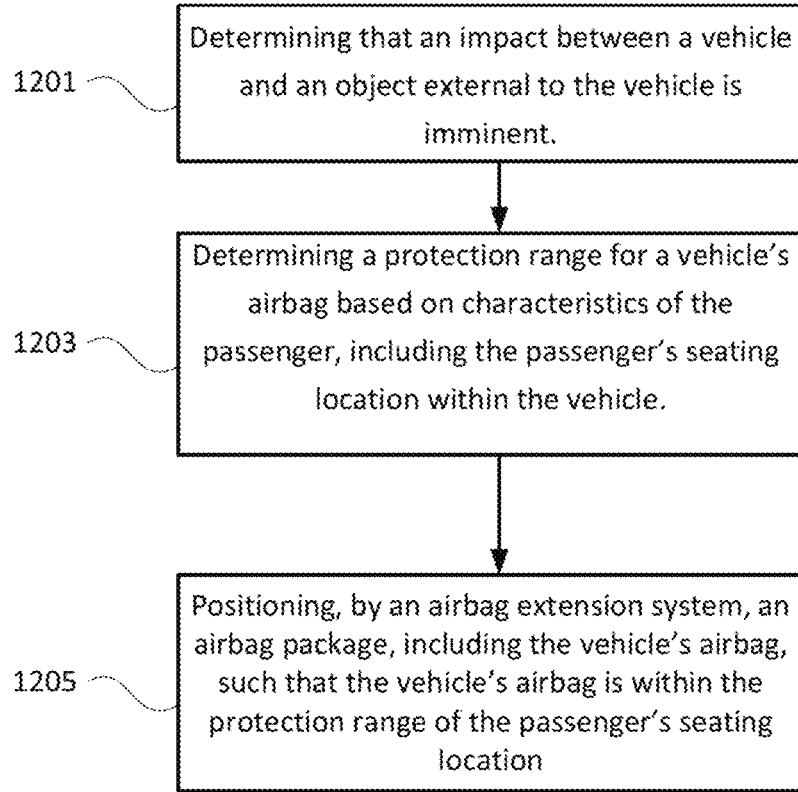 Determining that an impact between a vehicle
1201
and an object external to the vehicle is
imminent.
Determining a protection range for a vehicle's
airbag based on characteristics of the
1203
passenger, including the passenger's seating
location within the vehicle.
Positioning, by an airbag extension system, an
airbag package, including the vehicle's airbag,
1205
such that the vehicle's airbag is within the
protection range of the passenger's seating
location